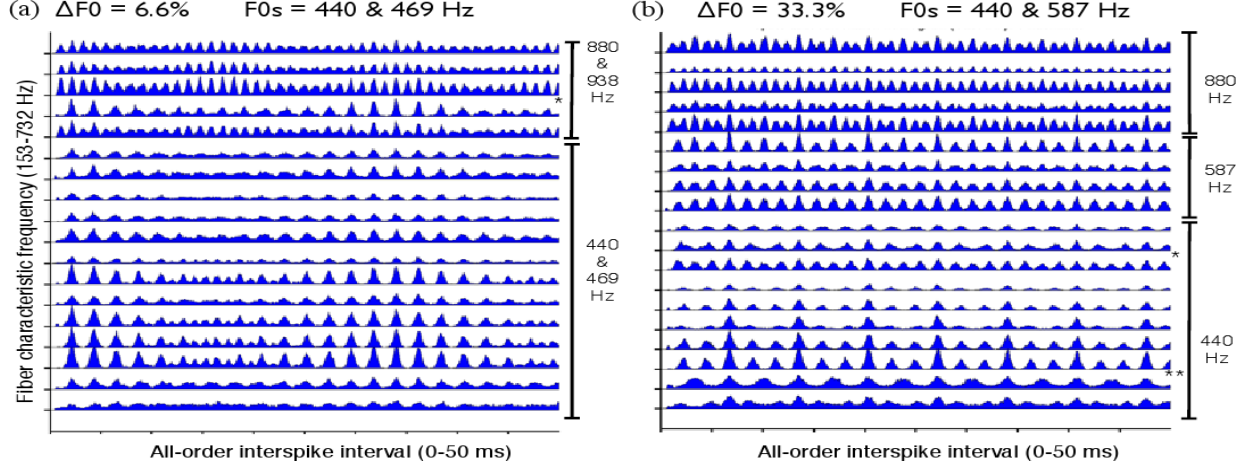 (a) ΔF0 = 6.6% F0s = 440 & 469 Hz
880
&
938
Hz
*
440
&
469
Hz
Fiber characteristic frequency (153-732 Hz)
All-order interspike interval (0-50 ms)
(b) ΔF0 = 33.3% F0s = 440 & 587 Hz
880
Hz
587
Hz
*
440
Hz
**
All-order interspike interval (0-50 ms)